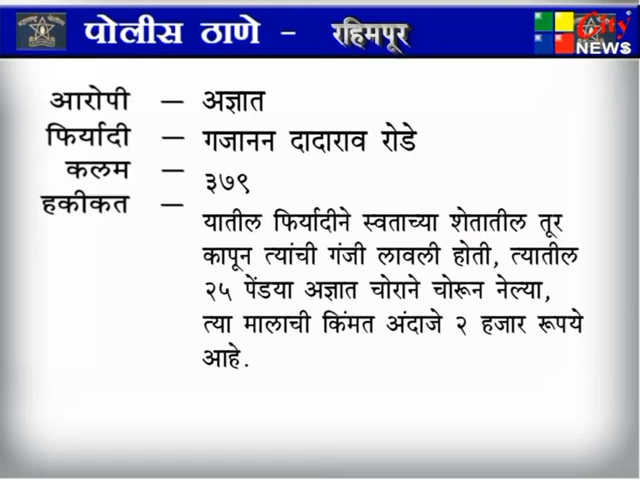 पोलीस ठाणे - रहिमपूर
City NEWS
आरोपी – अज्ञात
फिर्यादी – गजानन दादाराव रोडे
कलम – ३७९
हकीकत –
यातील फिर्यादीने स्वताच्या शेतातील तूर
कापून त्यांची गंजी लावली होती, त्यातील
२५ पेंडया अज्ञात चोराने चोरून नेल्या,
त्या मालाची किंमत अंदाजे २ हजार रूपये
आहे.